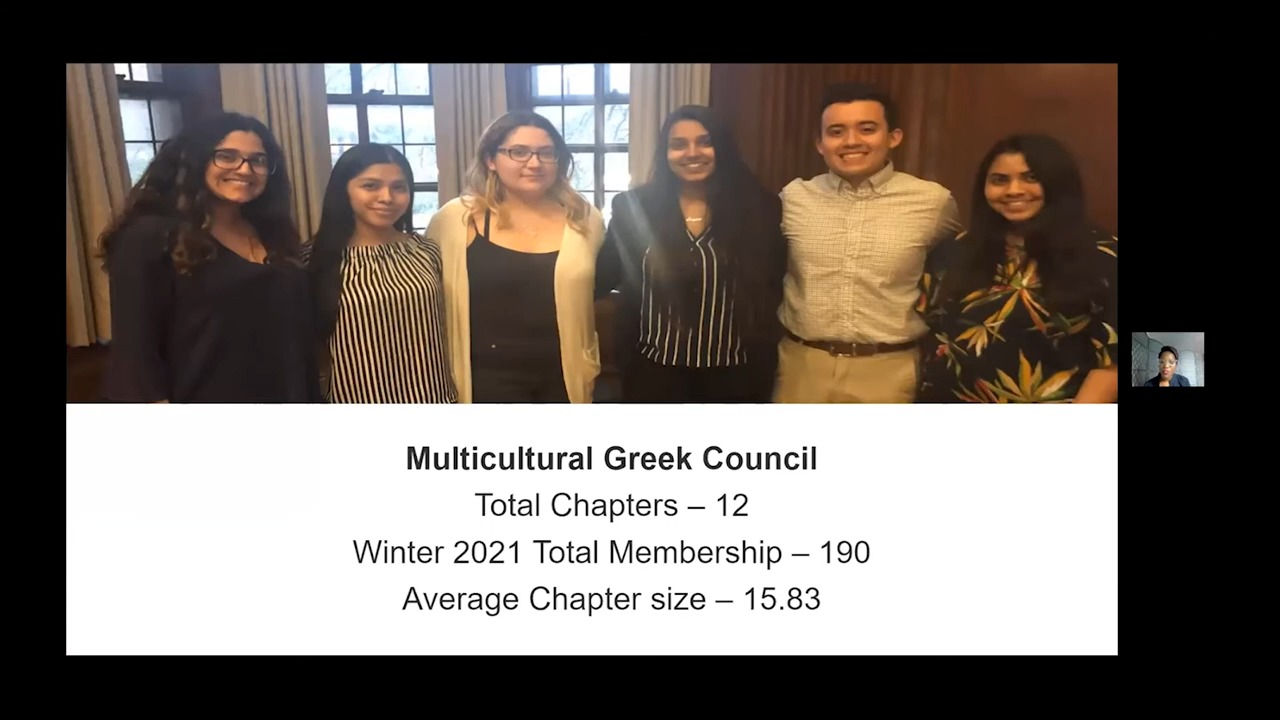 Multicultural Greek Council
Total Chapters – 12
Winter 2021 Total Membership – 190
Average Chapter size – 15.83